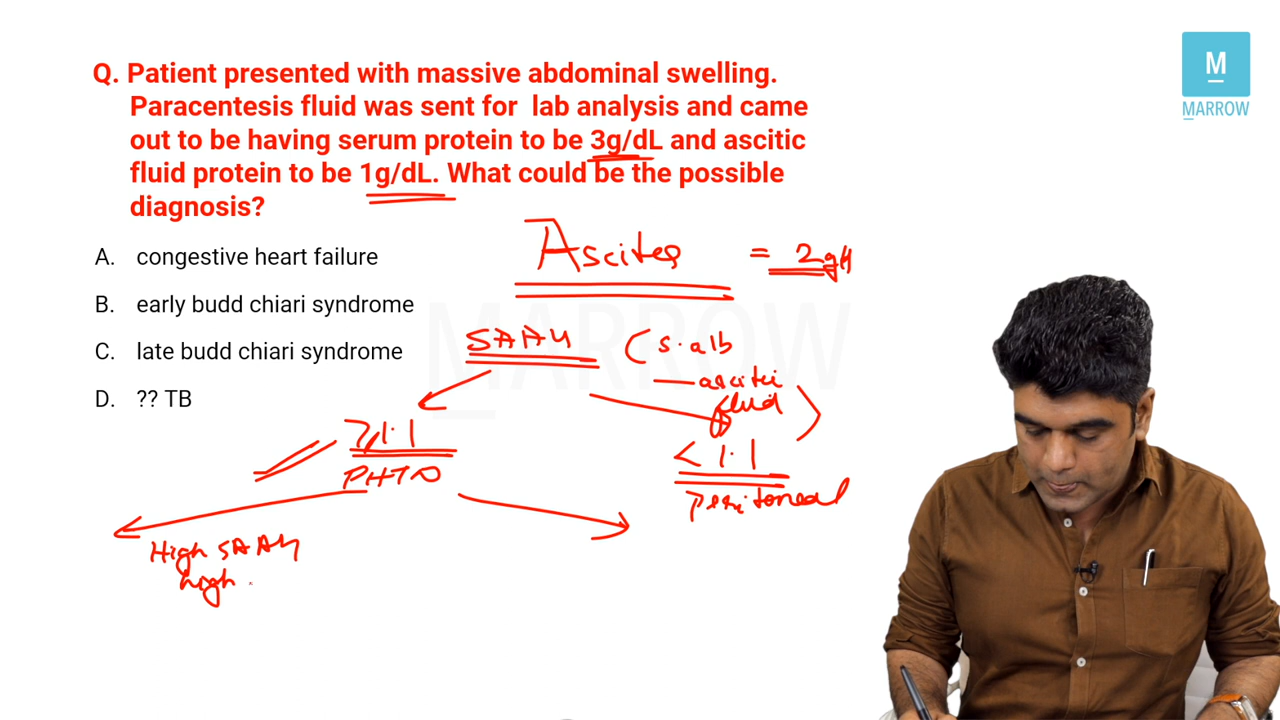 M
MARROW
Q. Patient presented with massive abdominal swelling.
Paracentesis fluid was sent for lab analysis and came
out to be having serum protein to be 3g/dL and ascitic
fluid protein to be 1g/dL. What could be the possible
diagnosis?
A. congestive heart failure
B. early budd chiari syndrome
C. late budd chiari syndrome
D. ?? TB
Ascites = 2g
SAAG (s.alb
— ascitic
fluid )
≥1.1
PHTN
< 1.1
peritoneal
High SAAG
high
MARROW